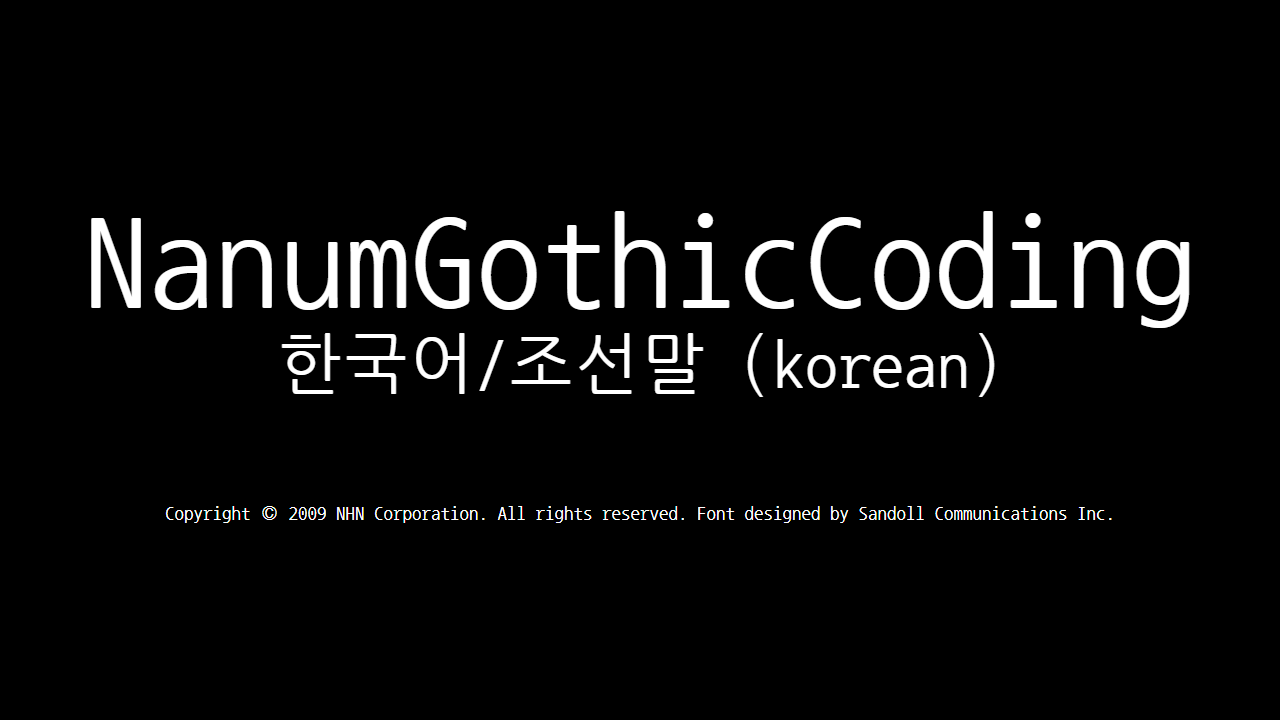 NanumGothicCoding
한국어/조선말 (korean)
Copyright © 2009 NHN Corporation. All rights reserved. Font designed by Sandoll Communications Inc.